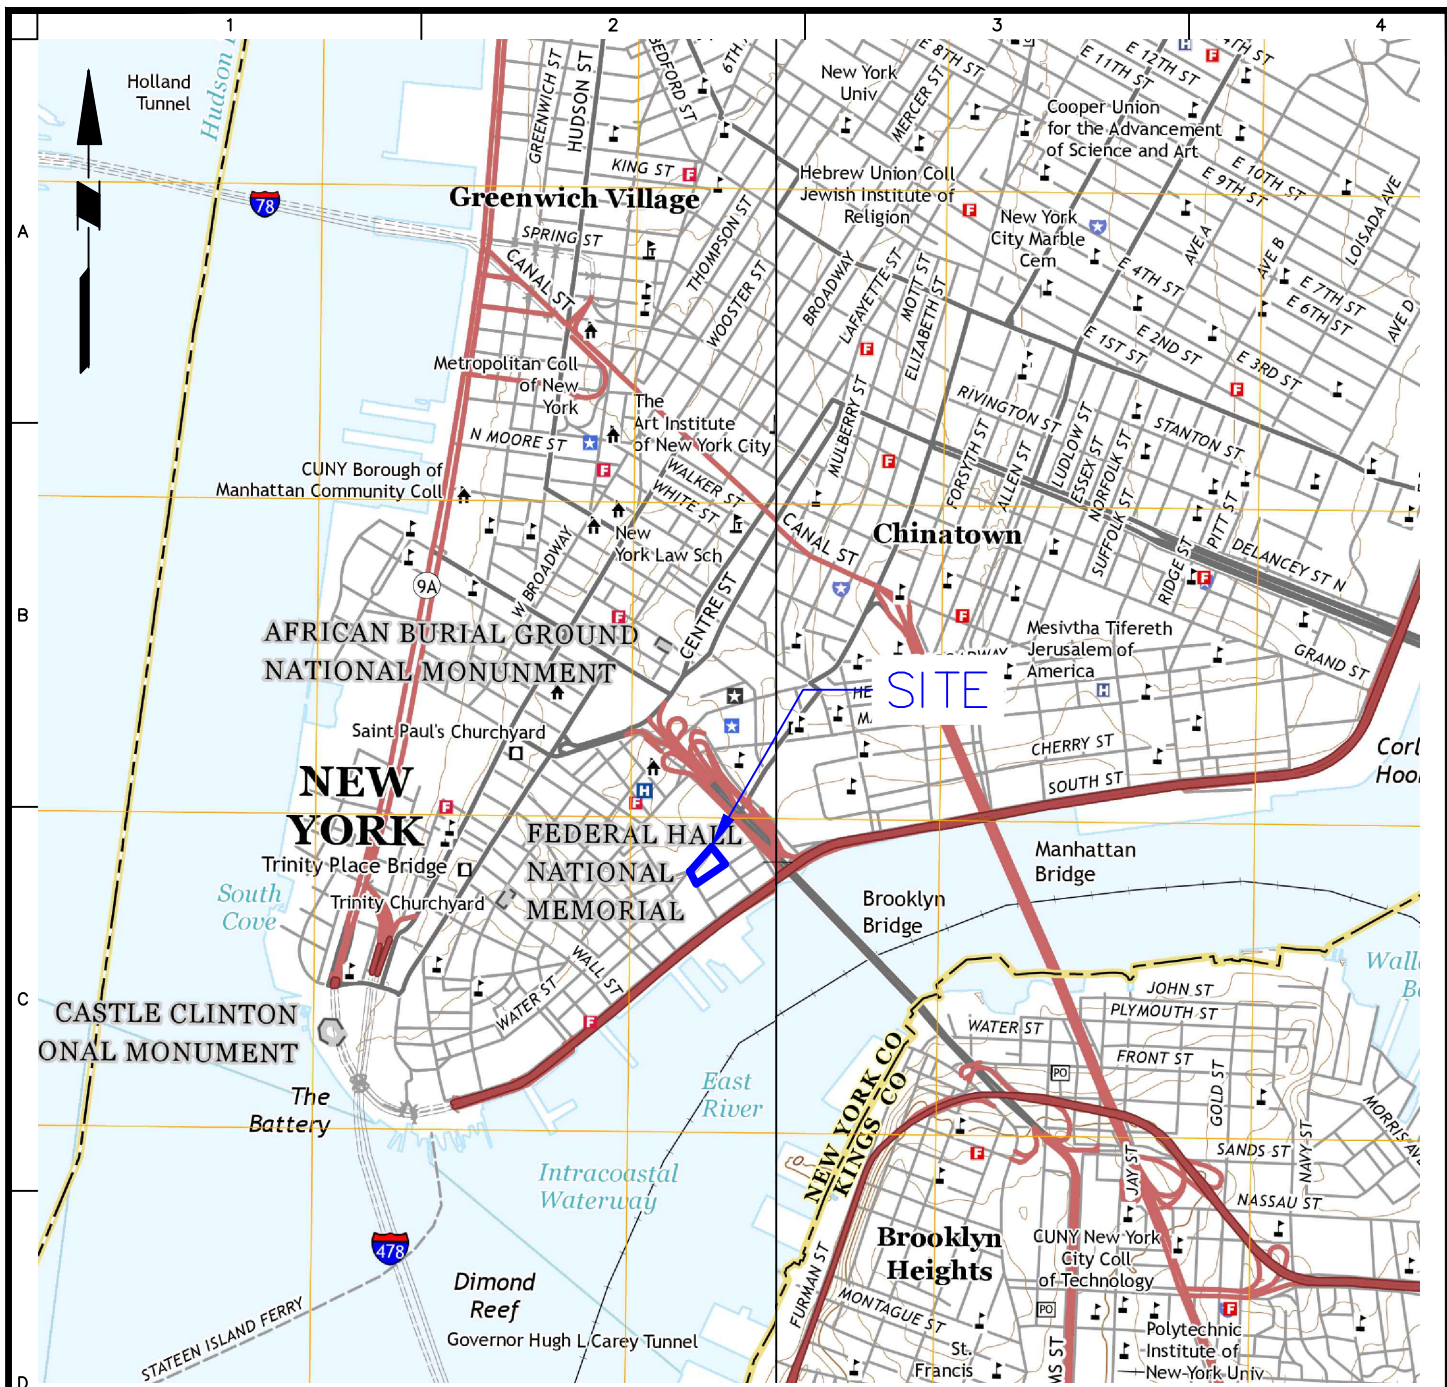 1
2
3
4
A
B
C
D
Holland
Tunnel
Hudson
78
GREENWICH ST
HUDSON ST
BEDFORD ST
6TH
KING ST
Greenwich Village
SPRING ST
CANAL ST
THOMPSON ST
WOOSTER ST
New York
Univ
MERCER ST
E 8TH ST
E 11TH ST
E 12TH ST
4TH ST
Cooper Union
for the Advancement
of Science and Art
E 10TH ST
E 9TH ST
Hebrew Union Coll
Jewish Institute of
Religion
New York
City Marble
Cem
AVE A
AVE B
LOISADA AVE
AVE D
E 7TH ST
E 6TH ST
E 4TH ST
E 2ND ST
E 1ST ST
E 3RD ST
BROADWAY
LAFAYETTE ST
MOTT ST
ELIZABETH ST
Metropolitan Coll
of New
York
The
Art Institute
of New York City
N MOORE ST
WALKER ST
WHITE ST
MULBERRY ST
RIVINGTON ST
STANTON ST
FORSYTH ST
ALLEN ST
LUDLOW ST
ESSEX ST
NORFOLK ST
SUFFOLK ST
RIDGE ST
PITT ST
DELANCEY ST N
CUNY Borough of
Manhattan Community Coll
New
York Law Sch
CANAL ST
Chinatown
W BROADWAY
CENTRE ST
9A
AFRICAN BURIAL GROUND
NATIONAL MONUNMENT
Mesivtha Tifereth
Jerusalem of
America
GRAND ST
SITE
HE
Saint Paul's Churchyard
CHERRY ST
SOUTH ST
Corl
Hoo
NEW
YORK
FEDERAL HALL
NATIONAL
MEMORIAL
Trinity Place Bridge
Trinity Churchyard
South
Cove
Manhattan
Bridge
Brooklyn
Bridge
WALL ST
WATER ST
CASTLE CLINTON
ONAL MONUMENT
The
Battery
East
River
Intracoastal
Waterway
NEW YORK CO
KINGS CO
JOHN ST
PLYMOUTH ST
WATER ST
FRONT ST
GOLD ST
PO
NAVY ST
MORRIS AV
SANDS ST
JAY ST
NASSAU ST
478
Dimond
Reef
STATEEN ISLAND FERRY
Governor Hugh L Carey Tunnel
Brooklyn
Heights
CUNY New York
City Coll
of Technology
FURMAN ST
MONTAGUE ST
PO
St.
Francis
MS ST
Polytechnic
Institute of
New York Univ